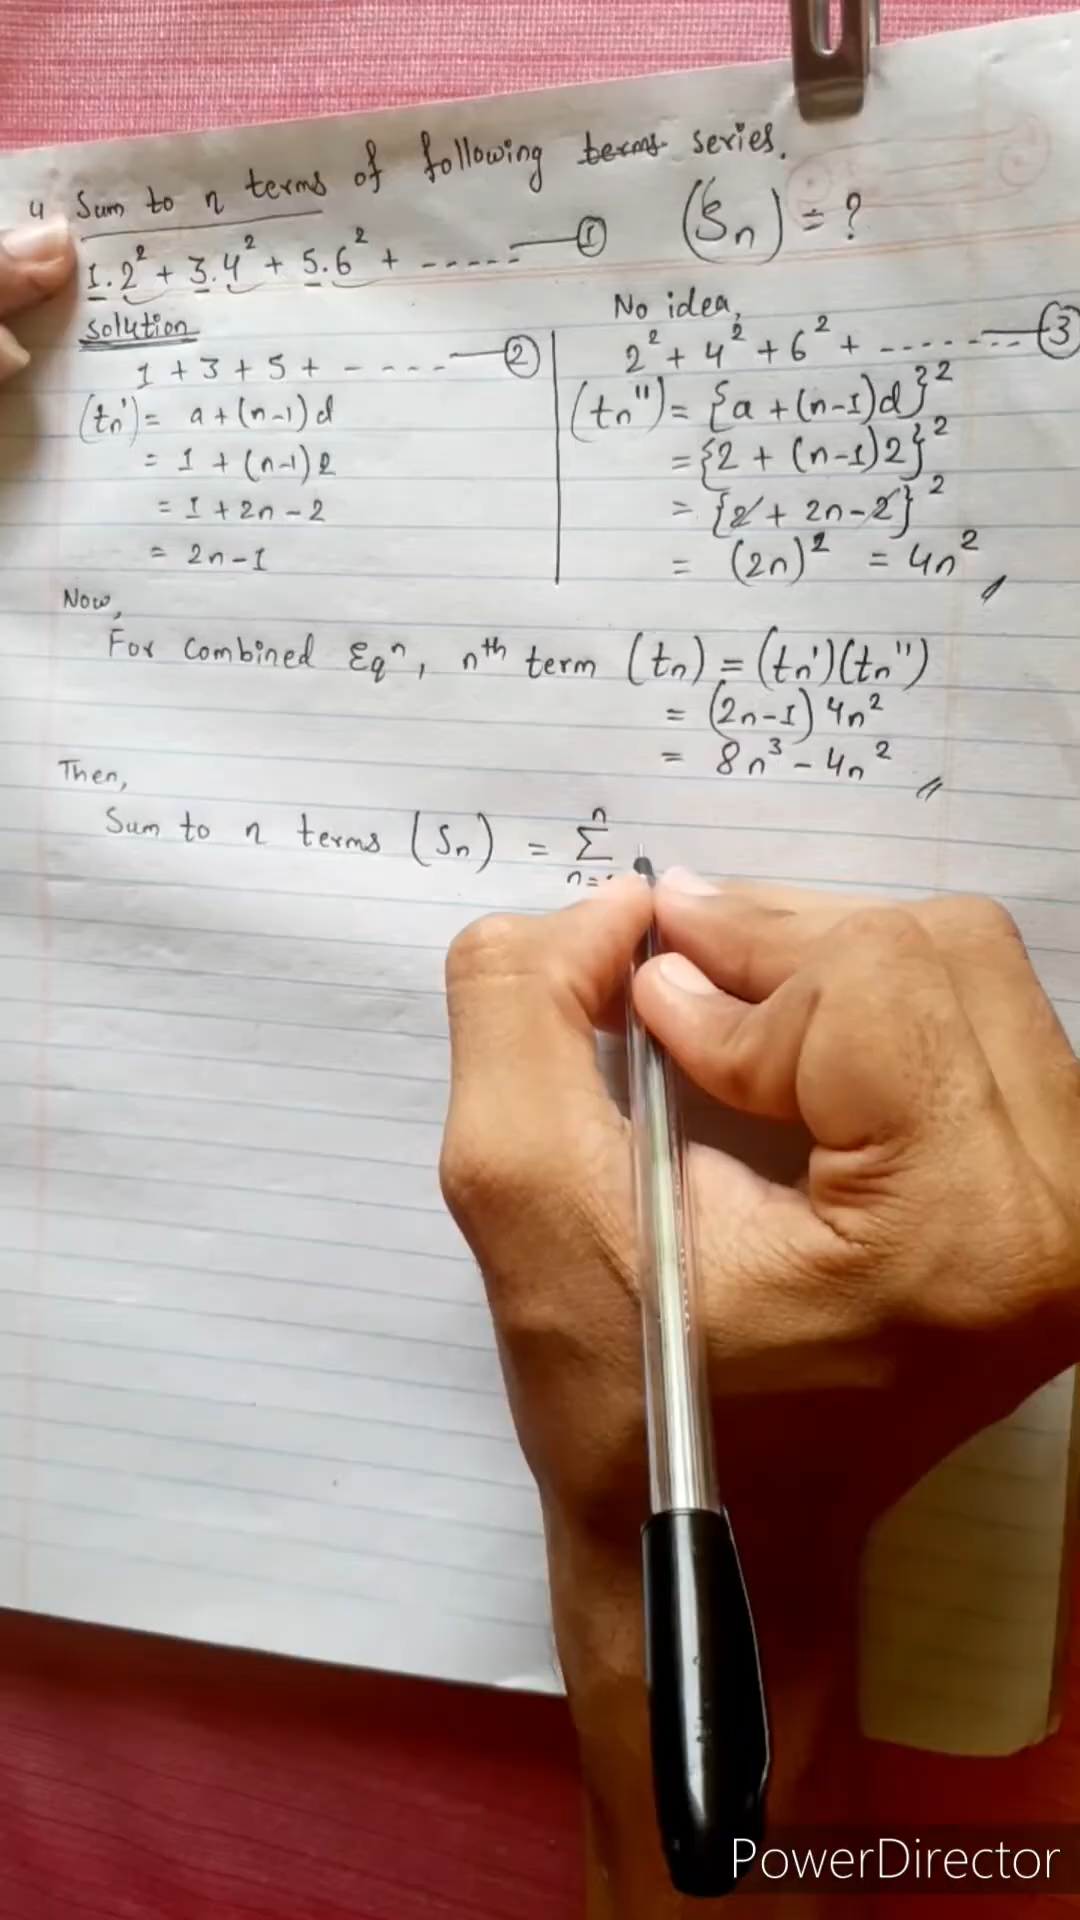 4 Sum to n terms of following terms series.
1.2² + 3.4² + 5.6² + ------ ① (Sn) = ?
solution
1 + 3 + 5 + - - - - - ②
(tn') = a + (n-1)d
= 1 + (n-1)2
= 1 + 2n - 2
= 2n - 1
No idea,
2² + 4² + 6² + - - - - - - - ③
(tn") = {a + (n-1)d}²
= {2 + (n-1)2}²
= {2 + 2n - 2}²
= (2n)² = 4n²
Now,
For combined Eqⁿ, nth term (tn) = (tn')(tn")
= (2n-1) 4n²
= 8n³ - 4n²
Then,
Sum to n terms (Sn) = n Σ n=
PowerDirector